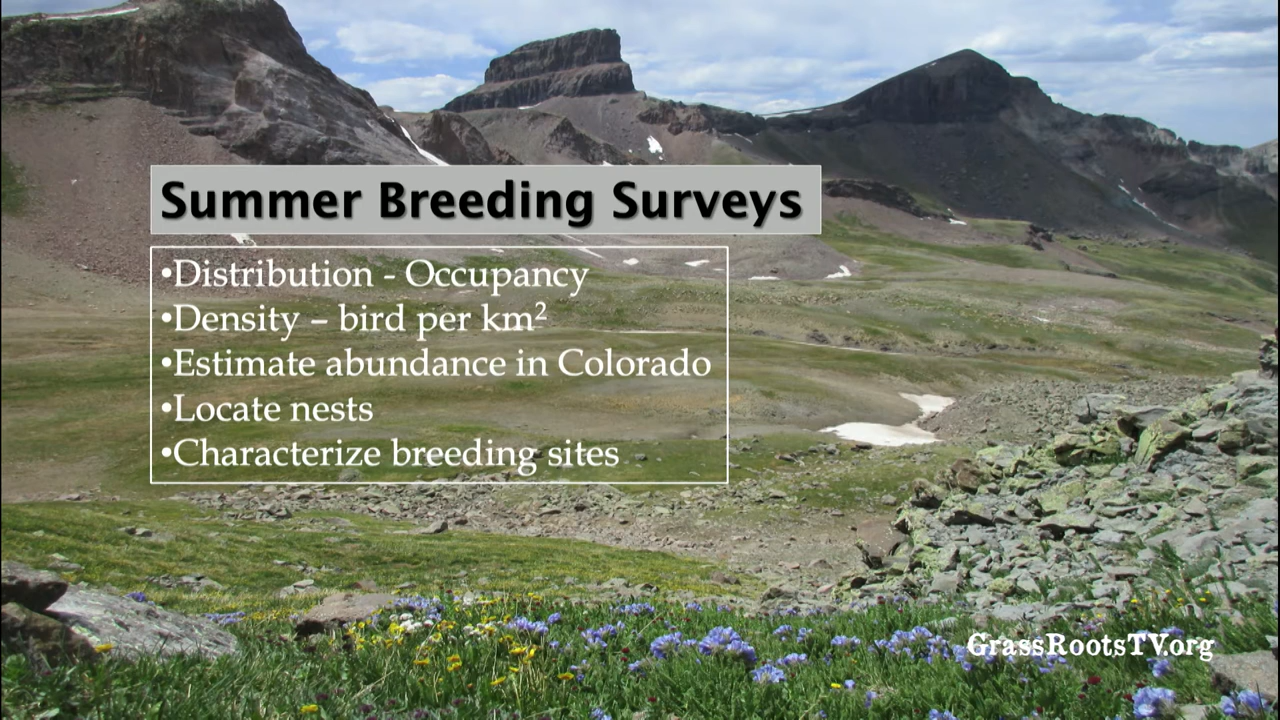 Summer Breeding Surveys
•Distribution - Occupancy
•Density – bird per km²
•Estimate abundance in Colorado
•Locate nests
•Characterize breeding sites
GrassRootsTV.org